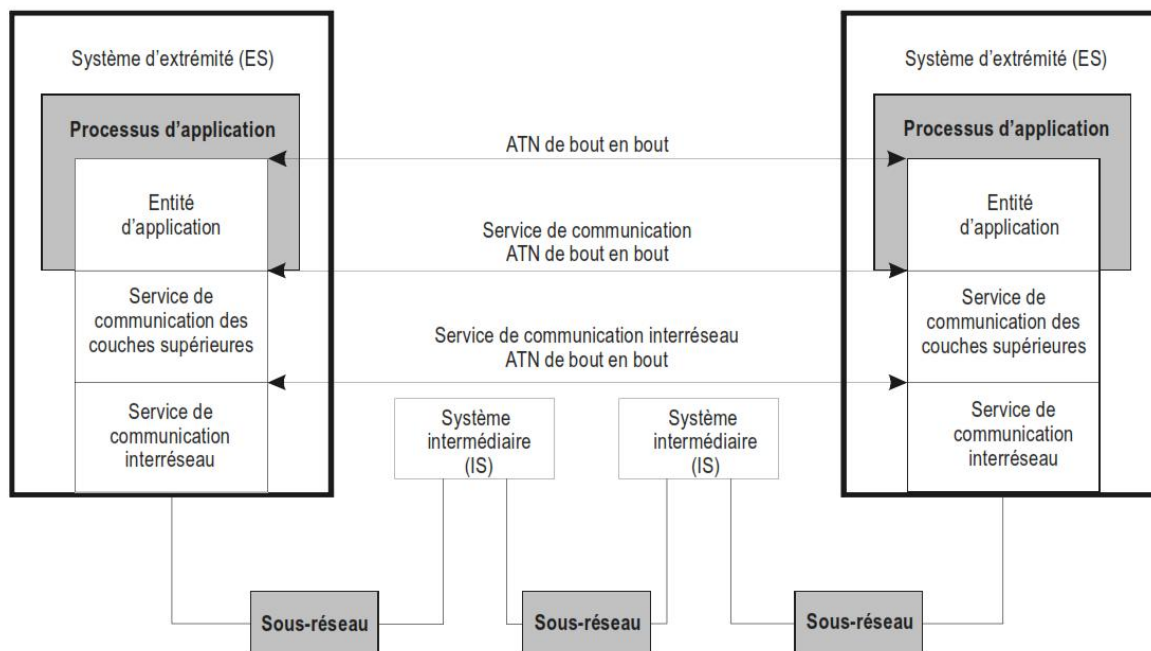 Système d'extrémité (ES)
Processus d'application
Entité
d'application
Service de
communication des
couches supérieures
Service de
communication
interréseau
ATN de bout en bout
Service de communication
ATN de bout en bout
Service de communication interréseau
ATN de bout en bout
Système
intermédiaire
(IS)
Système
intermédiaire
(IS)
Système d'extrémité (ES)
Processus d'application
Entité
d'application
Service de
communication des
couches supérieures
Service de
communication
interréseau
Sous-réseau
Sous-réseau
Sous-réseau